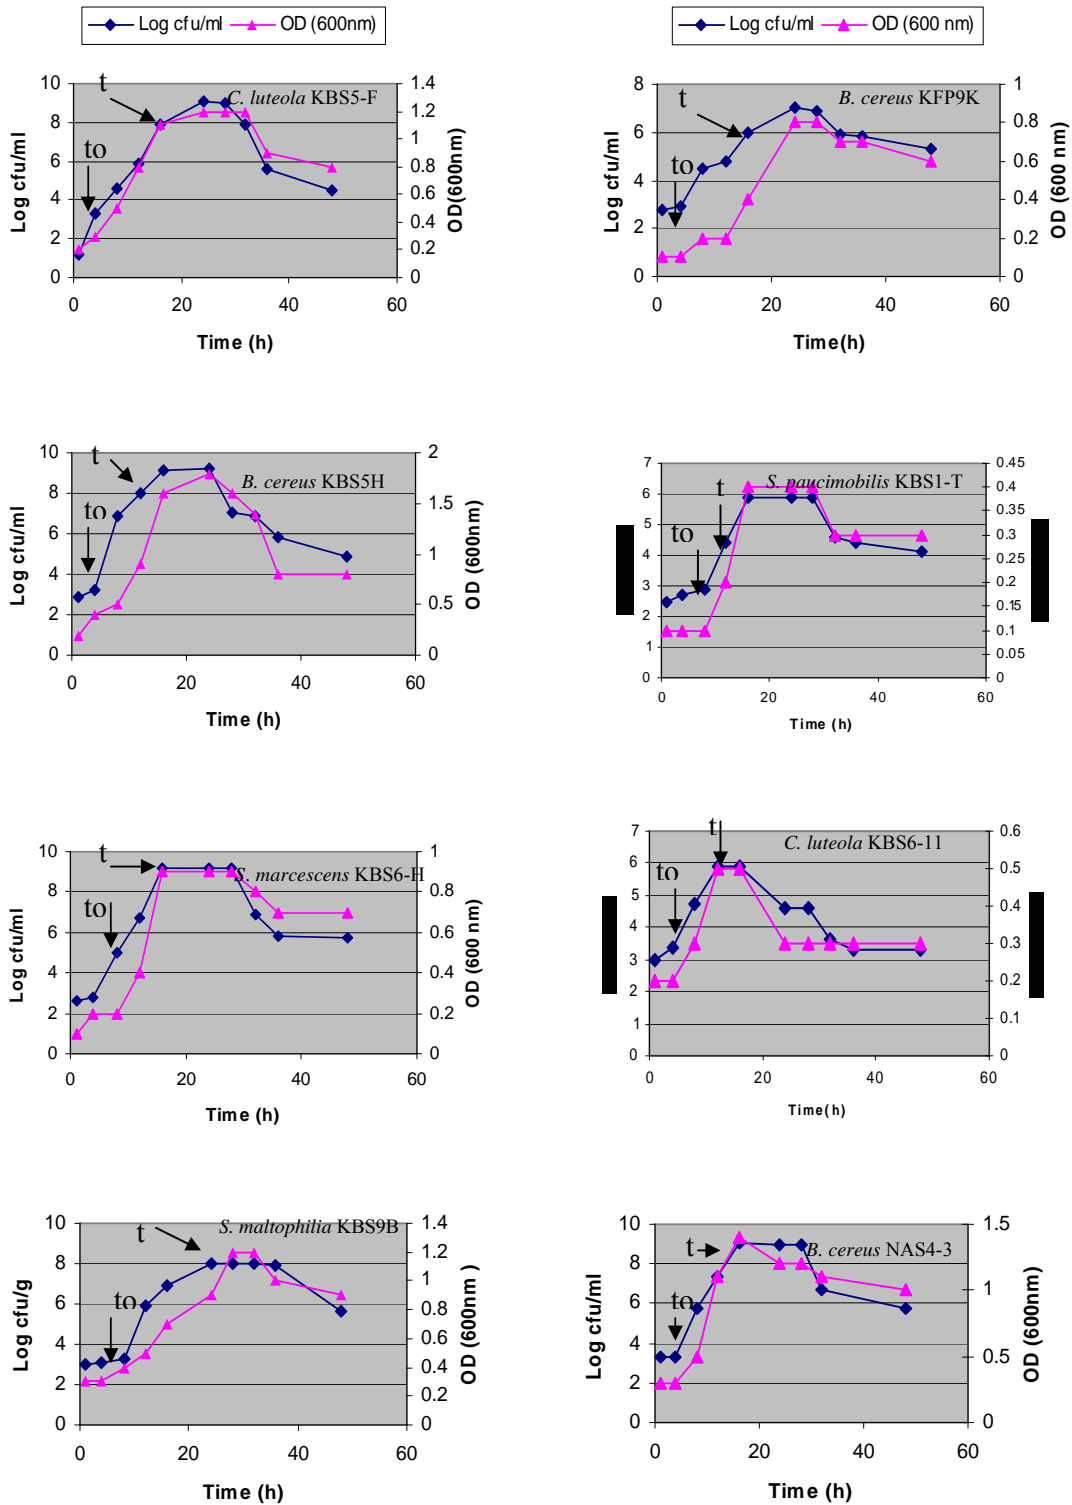 Log cfu/ml OD (600nm)
Log cfu/ml OD (600 nm)
C. luteola KBS5-F
t
to
Log cfu/ml
10
8
6
4
2
0
OD(600nm)
1.4
1.2
1
0.8
0.6
0.4
0.2
0
0 20 40 60
Time (h)
B. cereus KFP9K
t
to
Log cfu/ml
8
6
4
2
0
OD (600 nm)
1
0.8
0.6
0.4
0.2
0
0 20 40 60
Time(h)
B. cereus KBS5H
t
to
Log cfu/ml
10
8
6
4
2
0
OD (600nm)
2
1.5
1
0.5
0
0 20 40 60
Time (h)
S. paucimobilis KBS1-T
t
to
7
6
5
4
3
2
1
0
0.45
0.4
0.35
0.3
0.25
0.2
0.15
0.1
0.05
0
0 20 40 60
Time (h)
S. marcescens KBS6-H
t
to
Log cfu/ml
10
8
6
4
2
0
OD (600 nm)
1
0.8
0.6
0.4
0.2
0
0 20 40 60
Time (h)
C. luteola KBS6-11
t
to
7
6
5
4
3
2
1
0
0.6
0.5
0.4
0.3
0.2
0.1
0
0 20 40 60
Time(h)
S. maltophilia KBS9B
t
to
Log cfu/g
10
8
6
4
2
0
OD (600nm )
1.4
1.2
1
0.8
0.6
0.4
0.2
0
0 20 40 60
Time (h)
B. cereus NAS4-3
t
to
Log cfu/ml
10
8
6
4
2
0
OD (600nm)
1.5
1
0.5
0
0 20 40 60
Time (h)